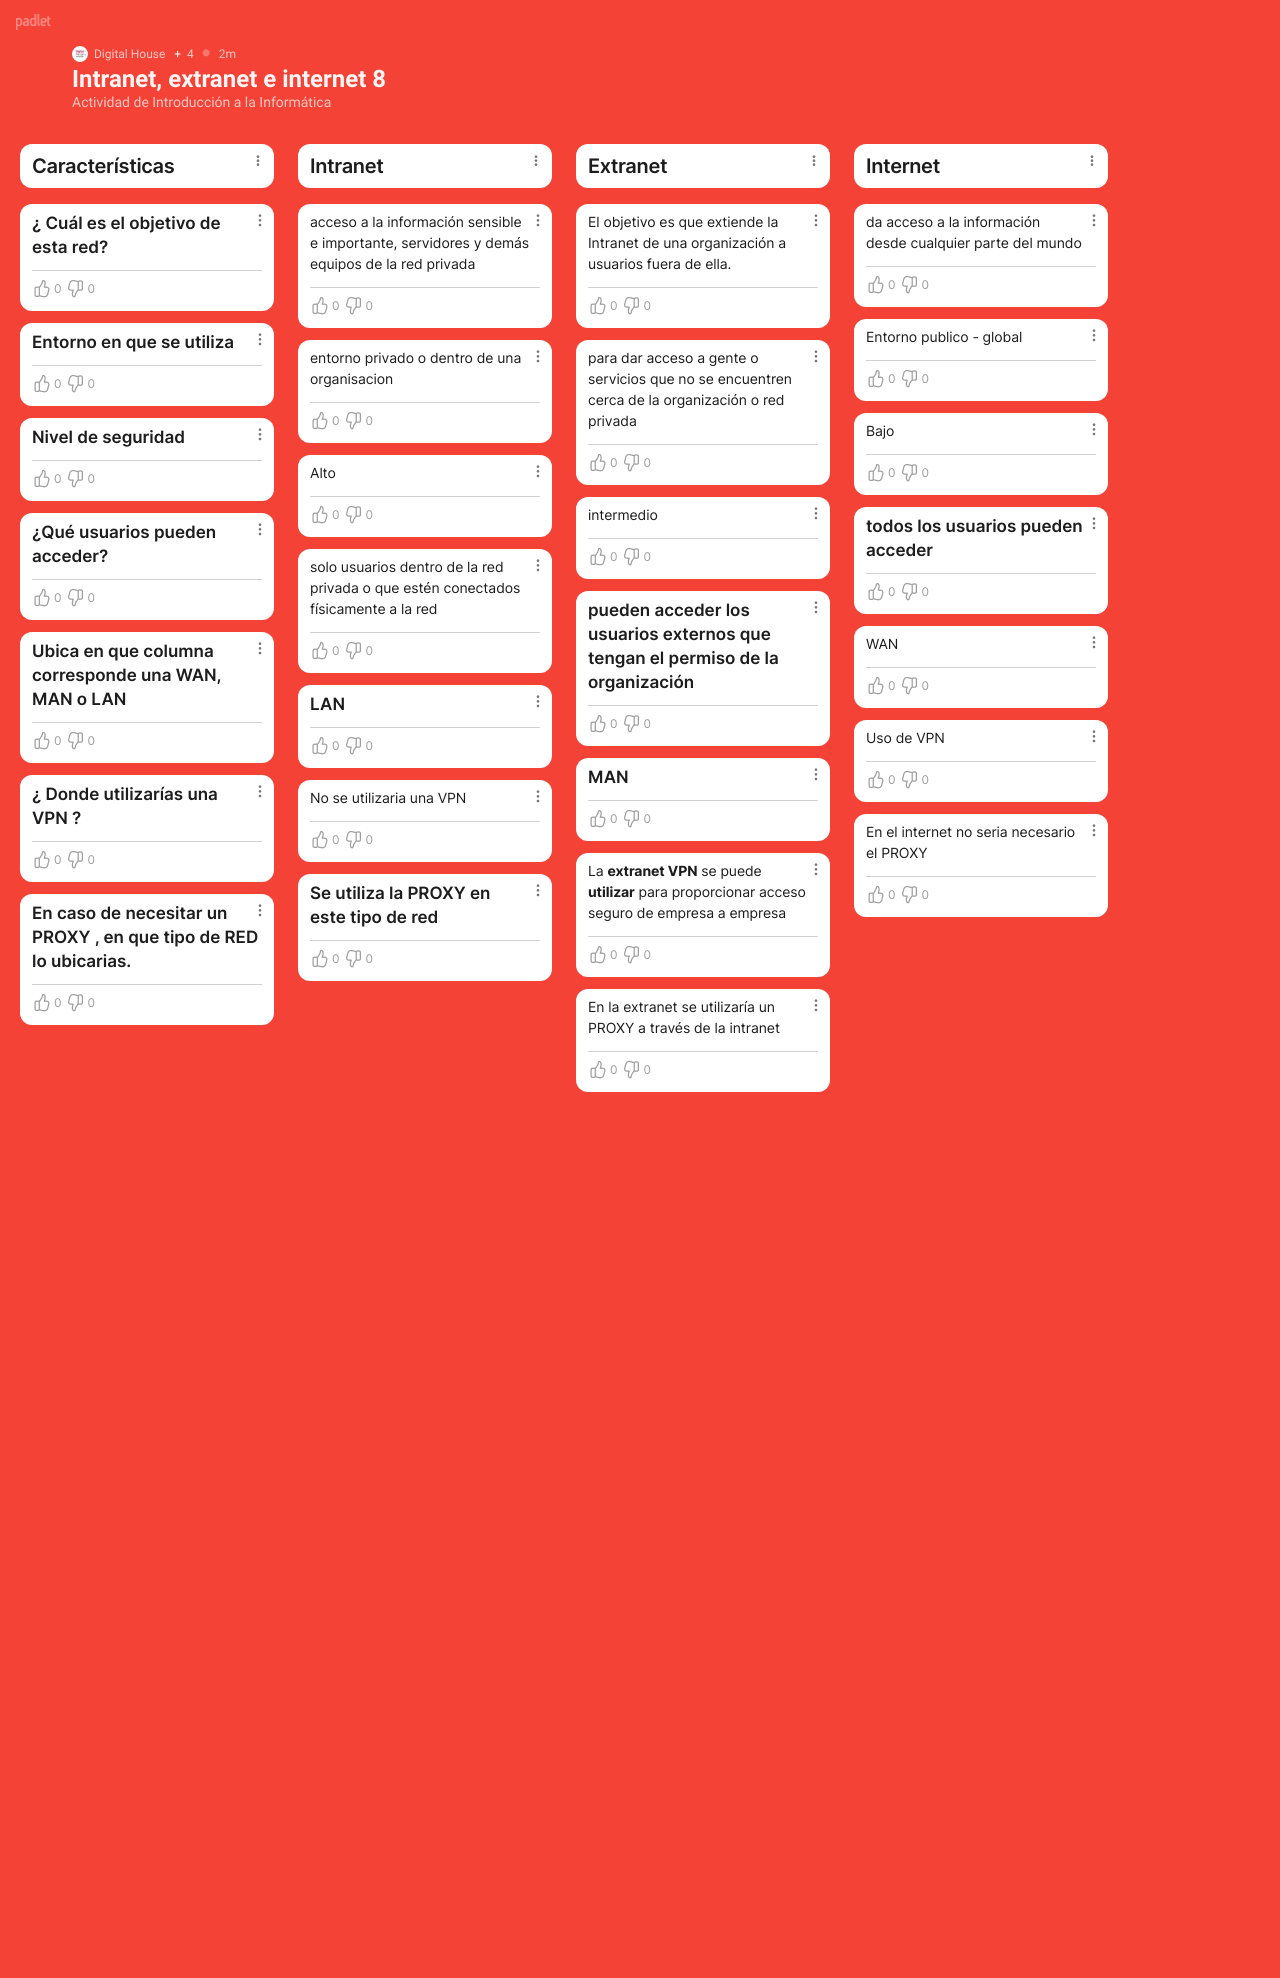 padlet
Digital House + 4 2m
Intranet, extranet e internet 8
Actividad de Introducción a la Informática
Características
¿ Cuál es el objetivo de
esta red?
0 0
Entorno en que se utiliza
0 0
Nivel de seguridad
0 0
¿Qué usuarios pueden
acceder?
0 0
Ubica en que columna
corresponde una WAN,
MAN o LAN
0 0
¿ Donde utilizarías una
VPN ?
0 0
En caso de necesitar un
PROXY , en que tipo de RED
lo ubicarias.
0 0
Intranet
acceso a la información sensible
e importante, servidores y demás
equipos de la red privada
0 0
entorno privado o dentro de una
organisacion
0 0
Alto
0 0
solo usuarios dentro de la red
privada o que estén conectados
físicamente a la red
0 0
LAN
0 0
No se utilizaria una VPN
0 0
Se utiliza la PROXY en
este tipo de red
0 0
Extranet
El objetivo es que extiende la
Intranet de una organización a
usuarios fuera de ella.
0 0
para dar acceso a gente o
servicios que no se encuentren
cerca de la organización o red
privada
0 0
intermedio
0 0
pueden acceder los
usuarios externos que
tengan el permiso de la
organización
0 0
MAN
0 0
La extranet VPN se puede
utilizar para proporcionar acceso
seguro de empresa a empresa
0 0
En la extranet se utilizaría un
PROXY a través de la intranet
0 0
Internet
da acceso a la información
desde cualquier parte del mundo
0 0
Entorno publico - global
0 0
Bajo
0 0
todos los usuarios pueden
acceder
0 0
WAN
0 0
Uso de VPN
0 0
En el internet no seria necesario
el PROXY
0 0